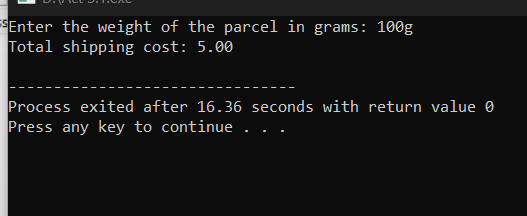 Enter the weight of the parcel in grams: 100g
Total shipping cost: 5.00
--------------------------------
Process exited after 16.36 seconds with return value 0
Press any key to continue . . .